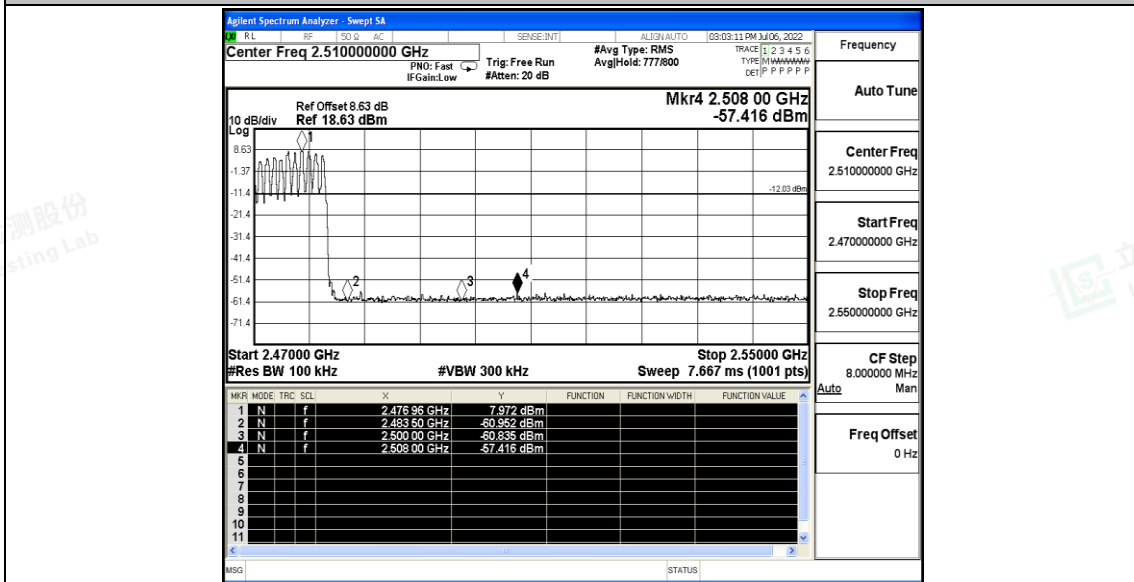 Agilent Spectrum Analyzer - Swept SA
RL RF 50 Ω AC SENSE:INT ALIGN AUTO 03:03:11 PM Jul 06, 2022
Center Freq 2.510000000 GHz
PNO: Fast
IFGain:Low
Trig: Free Run
#Atten: 20 dB
#Avg Type: RMS
Avg|Hold: 777/800
TRACE 1 2 3 4 5 6
TYPE M
DET P P P P P P
Ref Offset 8.63 dB
10 dB/div Ref 18.63 dBm
Log
Mkr4 2.508 00 GHz
-57.416 dBm
8.63
-1.37
-11.4
-21.4
-31.4
-41.4
-51.4
-61.4
-71.4
-12.03 dBm
1
2
3
4
Start 2.47000 GHz Stop 2.55000 GHz
#Res BW 100 kHz #VBW 300 kHz Sweep 7.667 ms (1001 pts)
MKR MODE TRC SCL X Y FUNCTION FUNCTION WIDTH FUNCTION VALUE
1 N f 2.476 96 GHz 7.972 dBm
2 N f 2.483 50 GHz -60.952 dBm
3 N f 2.500 00 GHz -60.835 dBm
4 N f 2.508 00 GHz -57.416 dBm
5
6
7
8
9
10
11
MSG STATUS
Frequency
Auto Tune
Center Freq
2.510000000 GHz
Start Freq
2.470000000 GHz
Stop Freq
2.550000000 GHz
CF Step
8.000000 MHz
Auto Man
Freq Offset
0 Hz
测股份
sting Lab
立